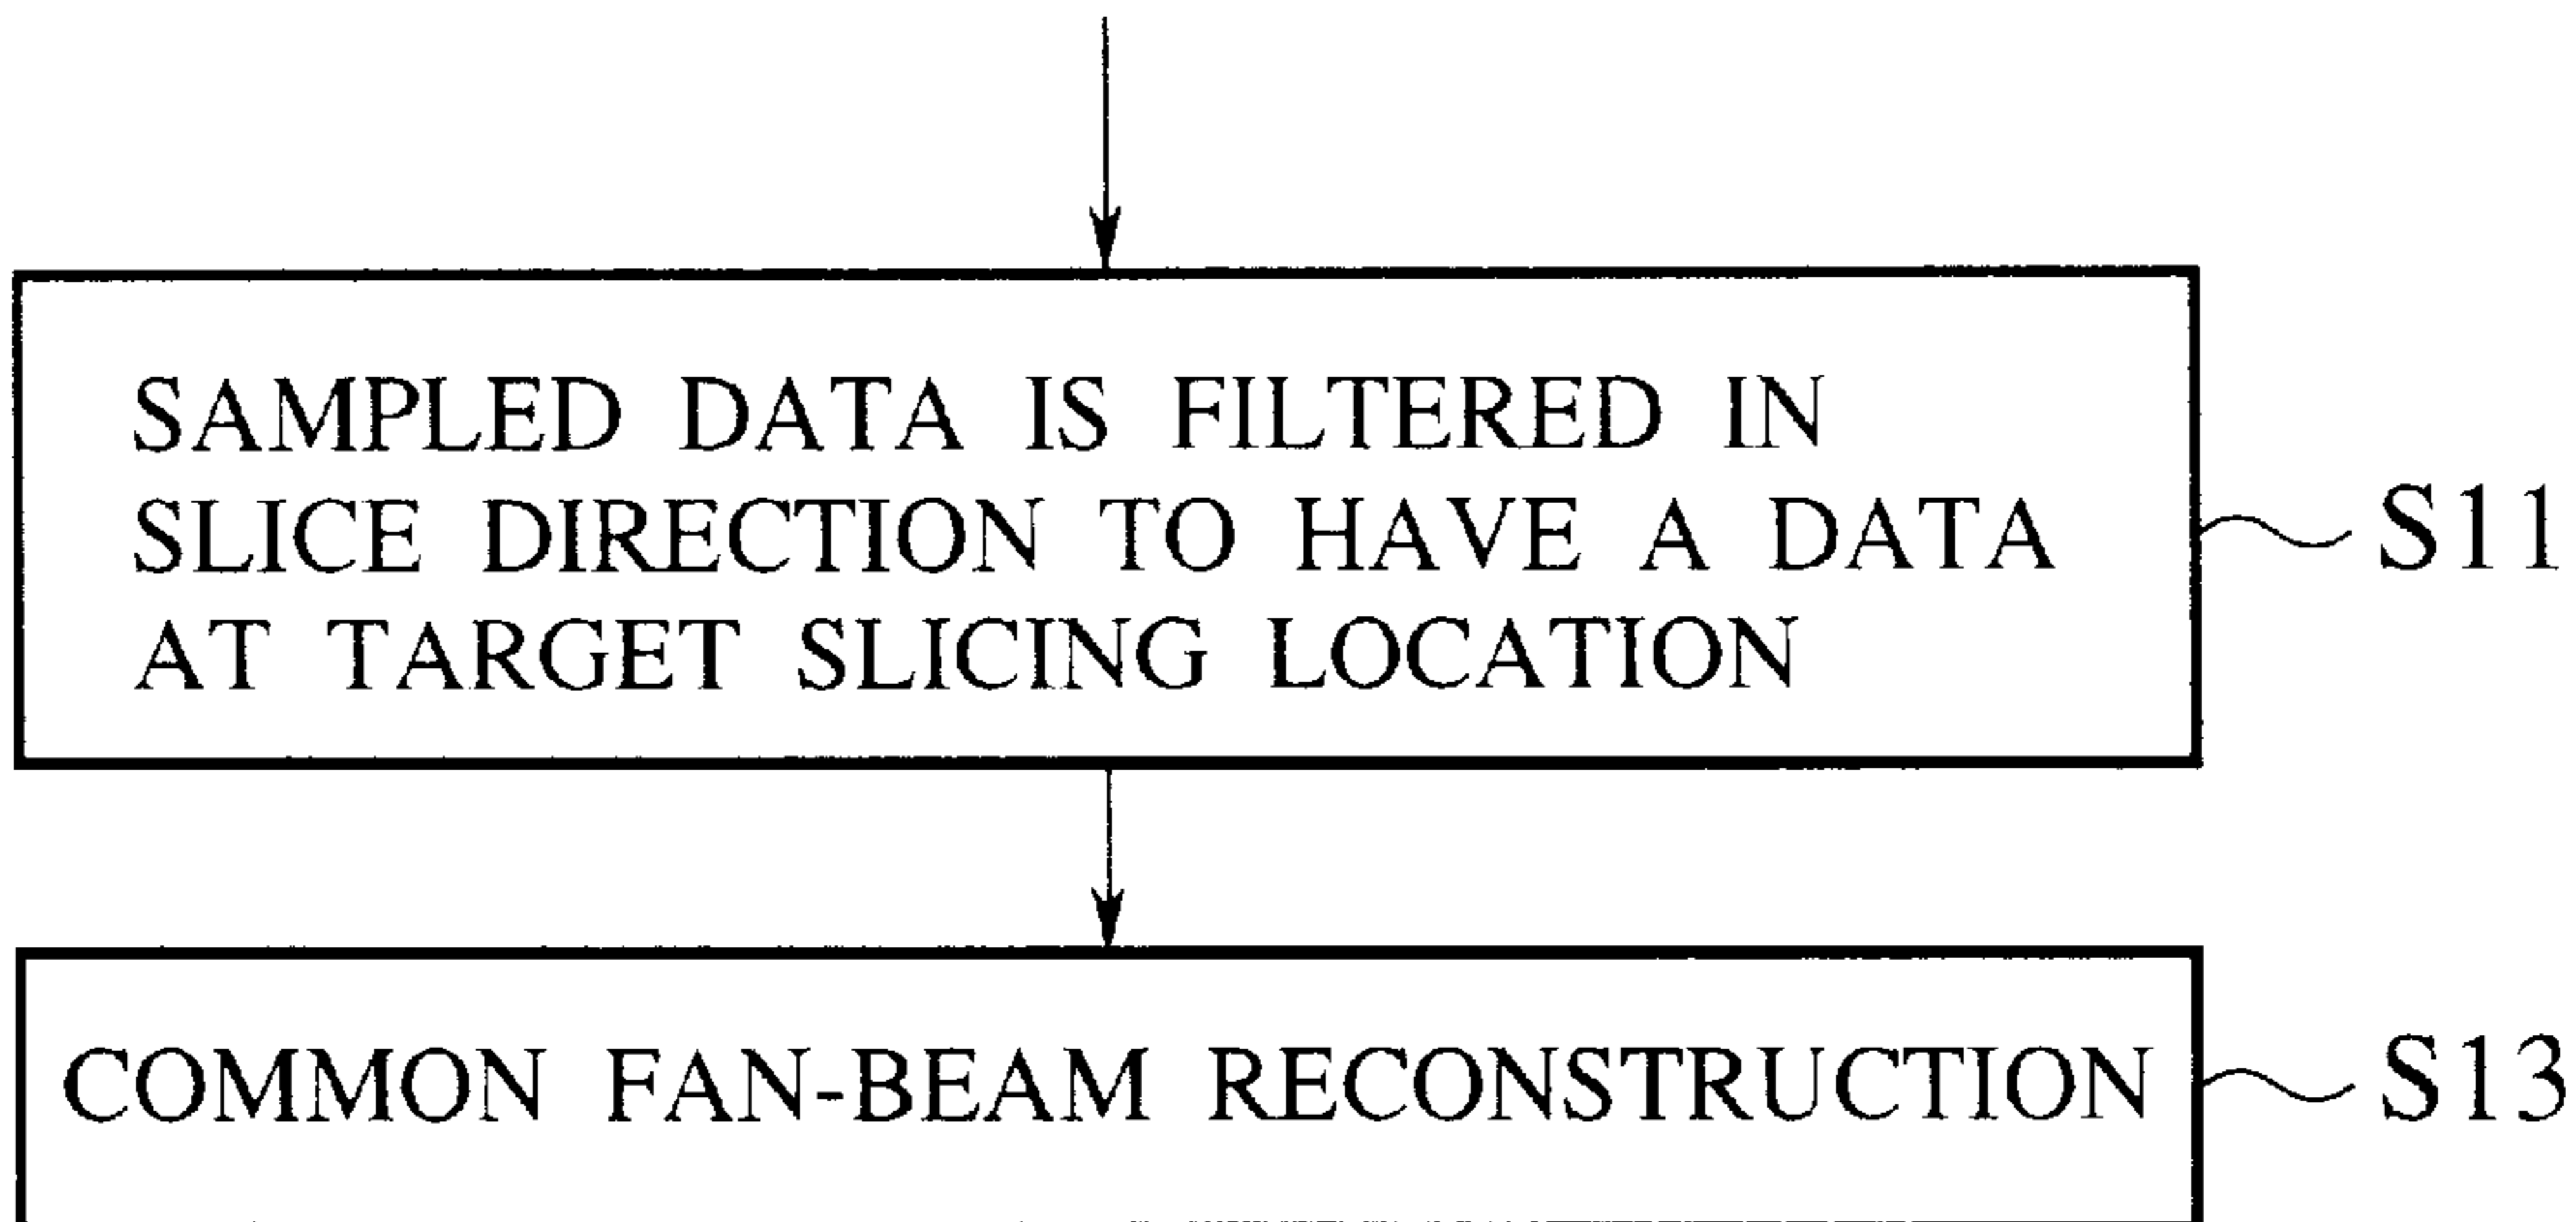 SAMPLED DATA IS FILTERED IN
SLICE DIRECTION TO HAVE A DATA
AT TARGET SLICING LOCATION
S11
COMMON FAN-BEAM RECONSTRUCTION
S13